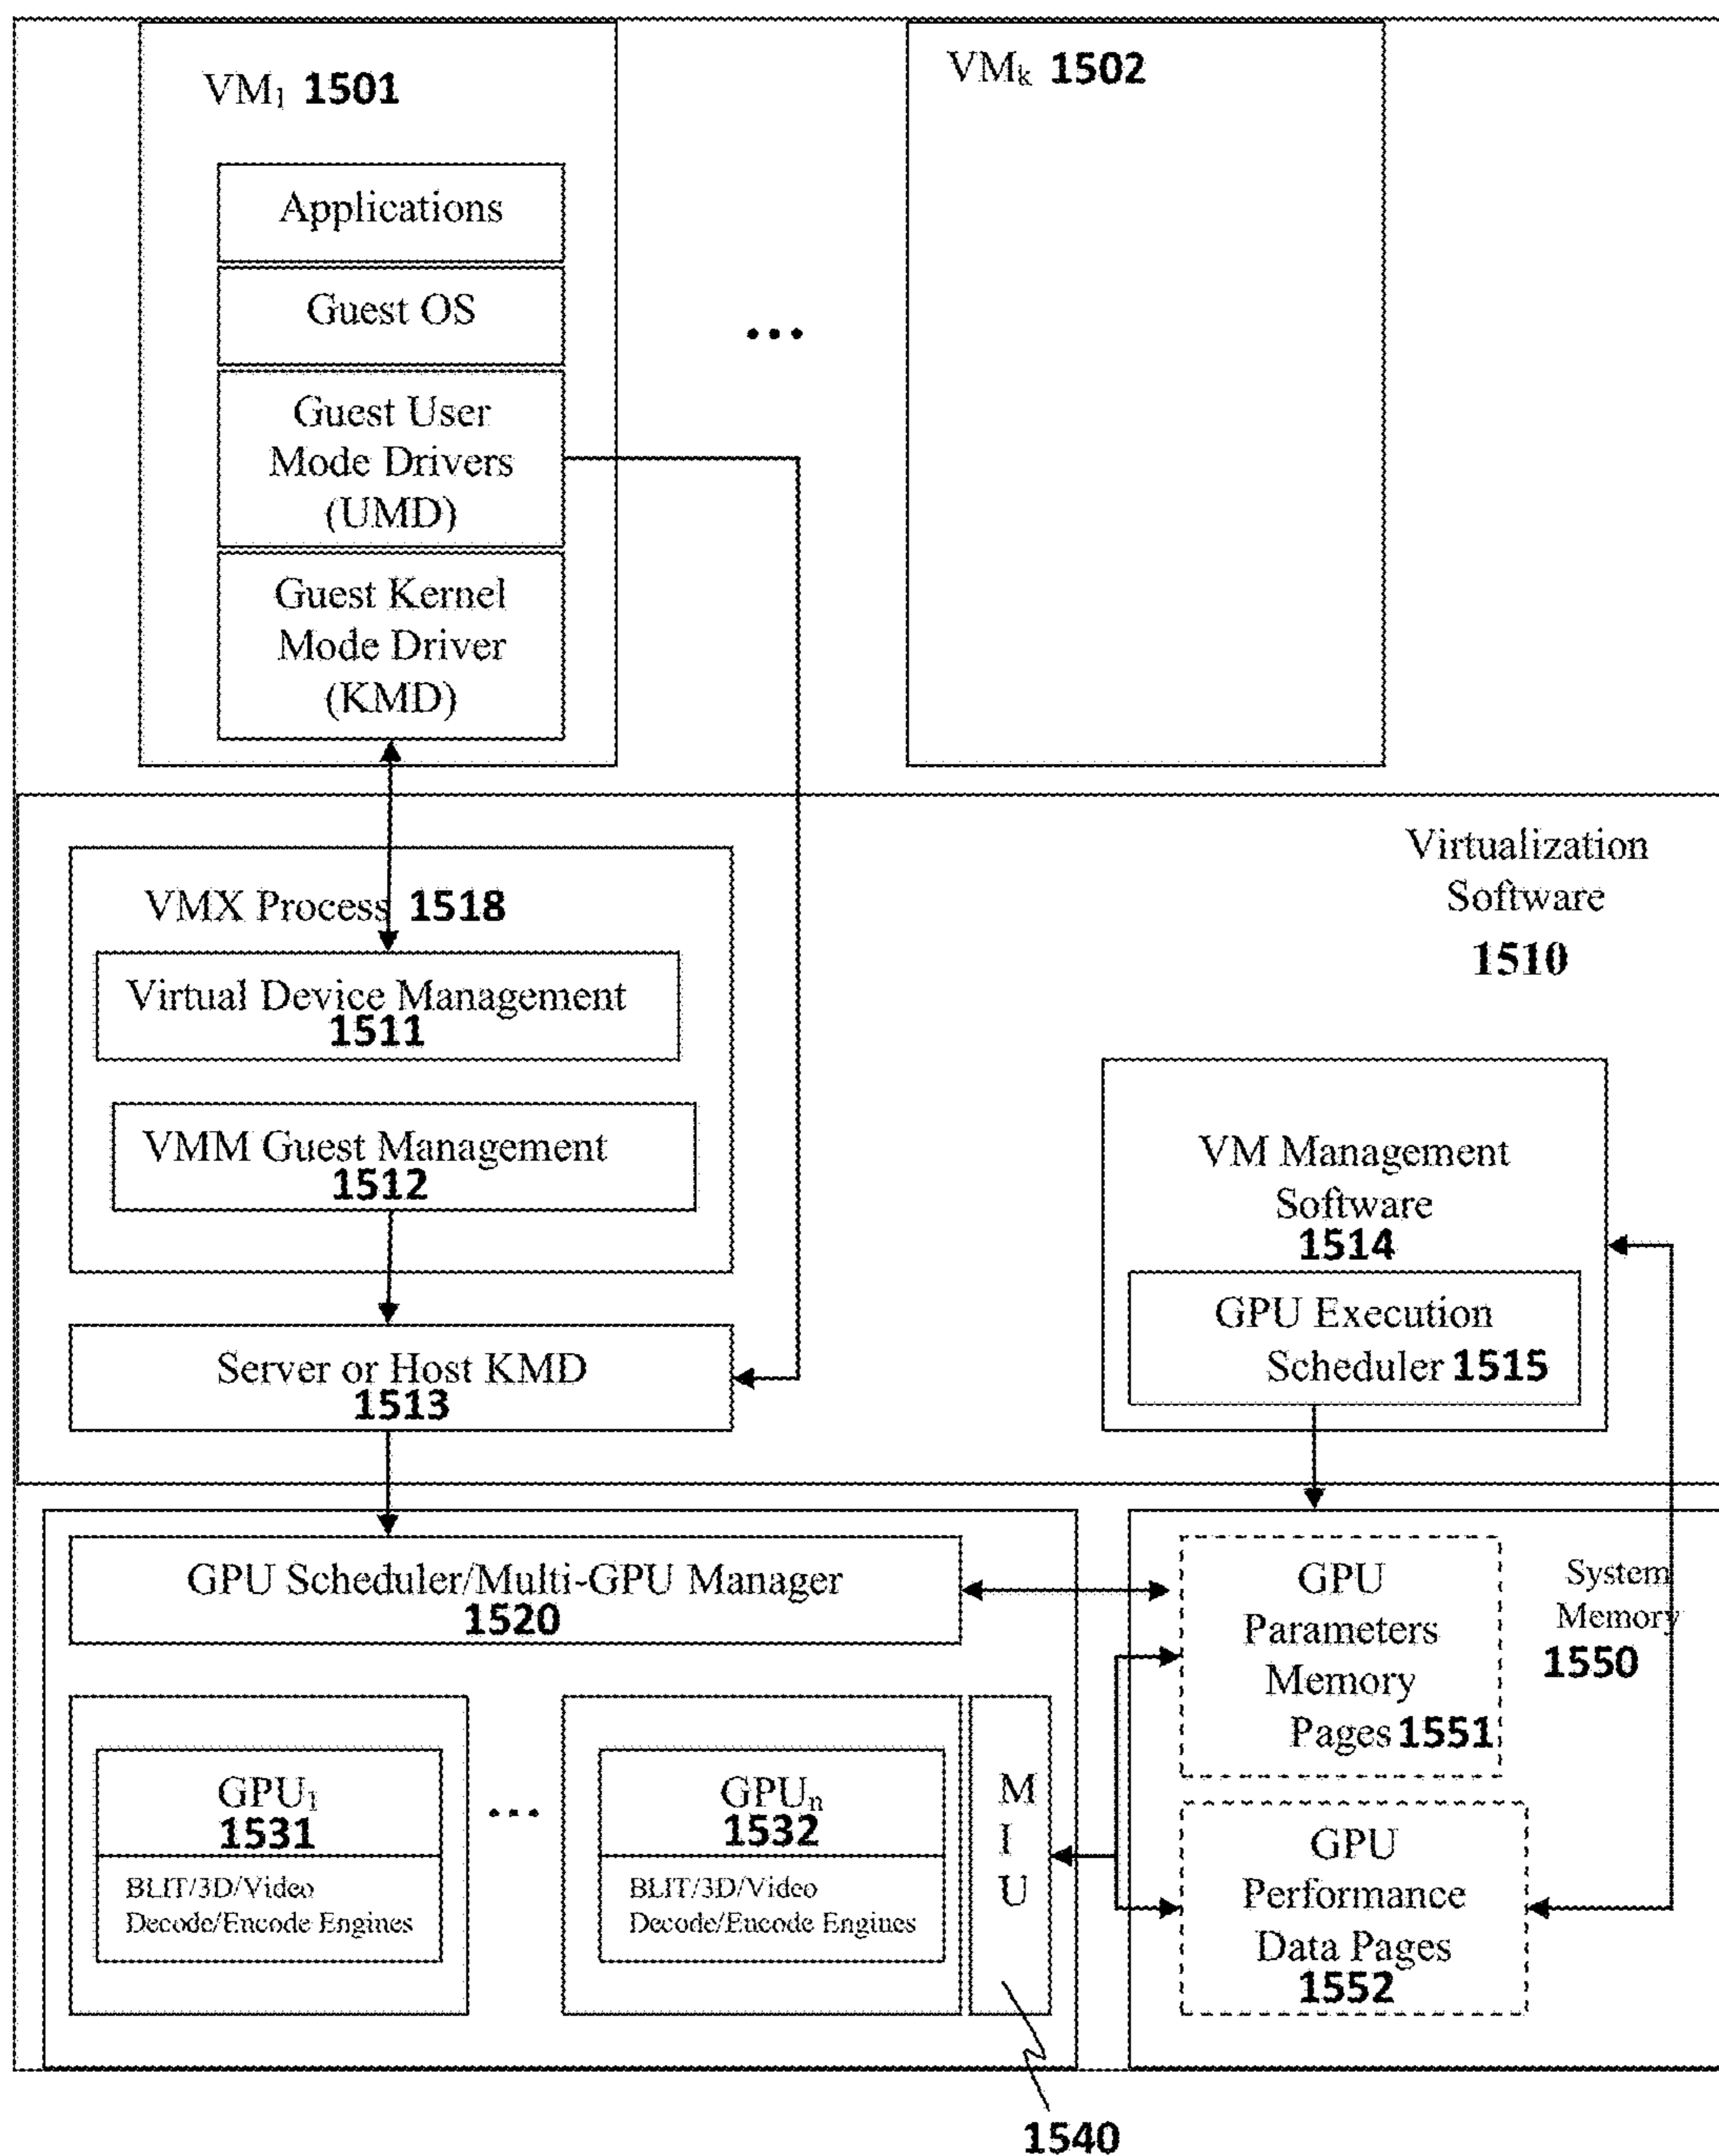 VM₁ 1501
VMₖ 1502
Applications
Guest OS
...
Guest User
Mode Drivers
(UMD)
Guest Kernel
Mode Driver
(KMD)
Virtualization
Software
1510
VMX Process 1518
Virtual Device Management
1511
VMM Guest Management
1512
VM Management
Software
1514
GPU Execution
Scheduler 1515
Server or Host KMD
1513
GPU Scheduler/Multi-GPU Manager
1520
GPU
Parameters
Memory
Pages 1551
System
Memory
1550
GPU₁
1531
BLIT/3D/Video
Decode/Encode Engines
...
GPUₙ
1532
BLIT/3D/Video
Decode/Encode Engines
M
I
U
GPU
Performance
Data Pages
1552
1540